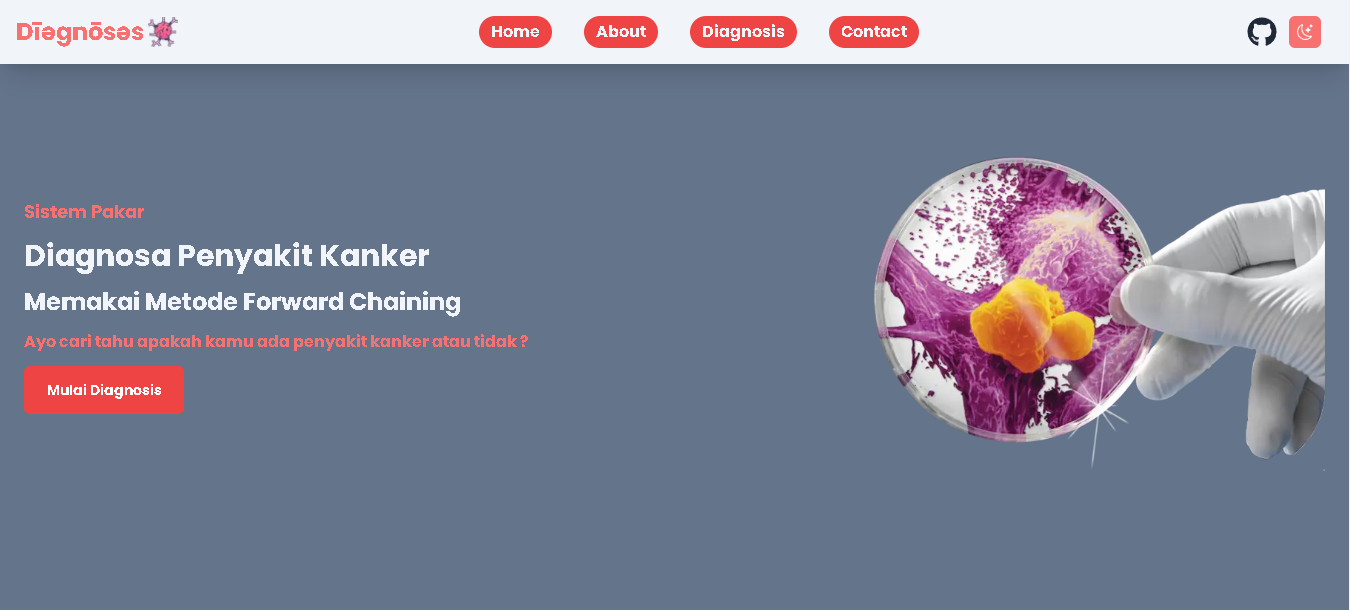 Dīəgnōsəs
Home
About
Diagnosis
Contact
Sistem Pakar
Diagnosa Penyakit Kanker
Memakai Metode Forward Chaining
Ayo cari tahu apakah kamu ada penyakit kanker atau tidak ?
Mulai Diagnosis